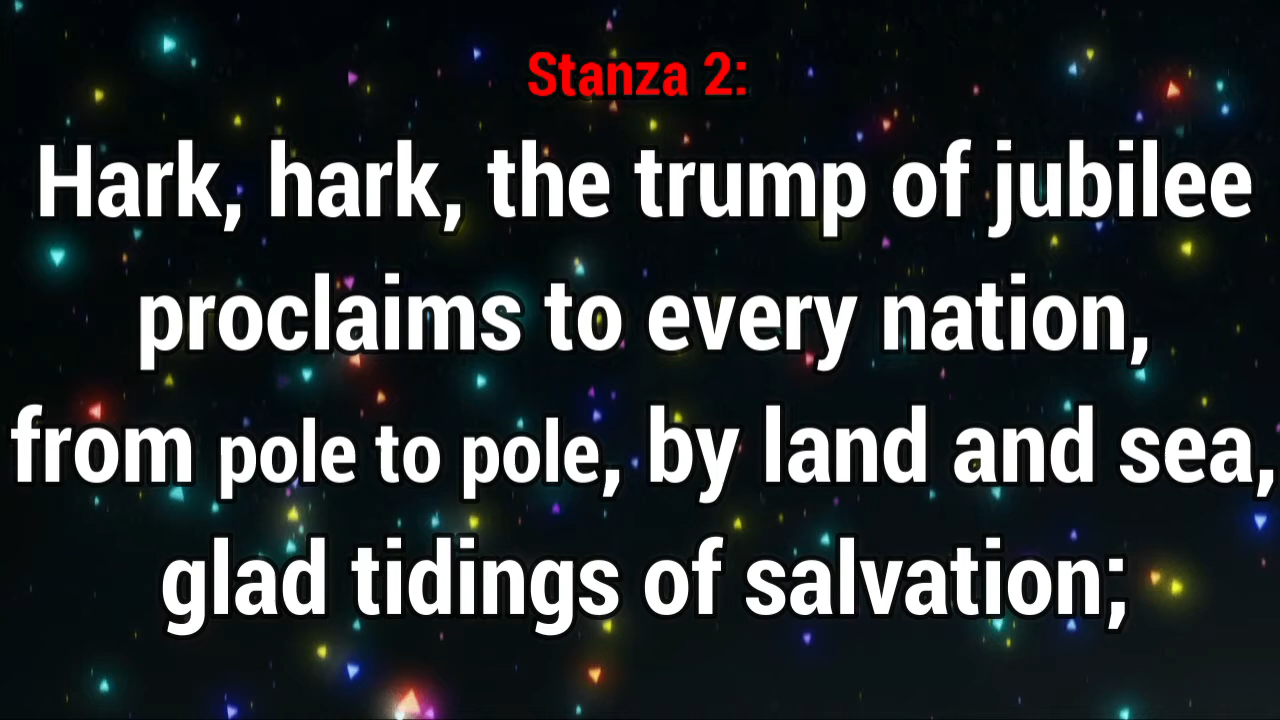 Stanza 2:
Hark, hark, the trump of jubilee
proclaims to every nation,
from pole to pole, by land and sea,
glad tidings of salvation;